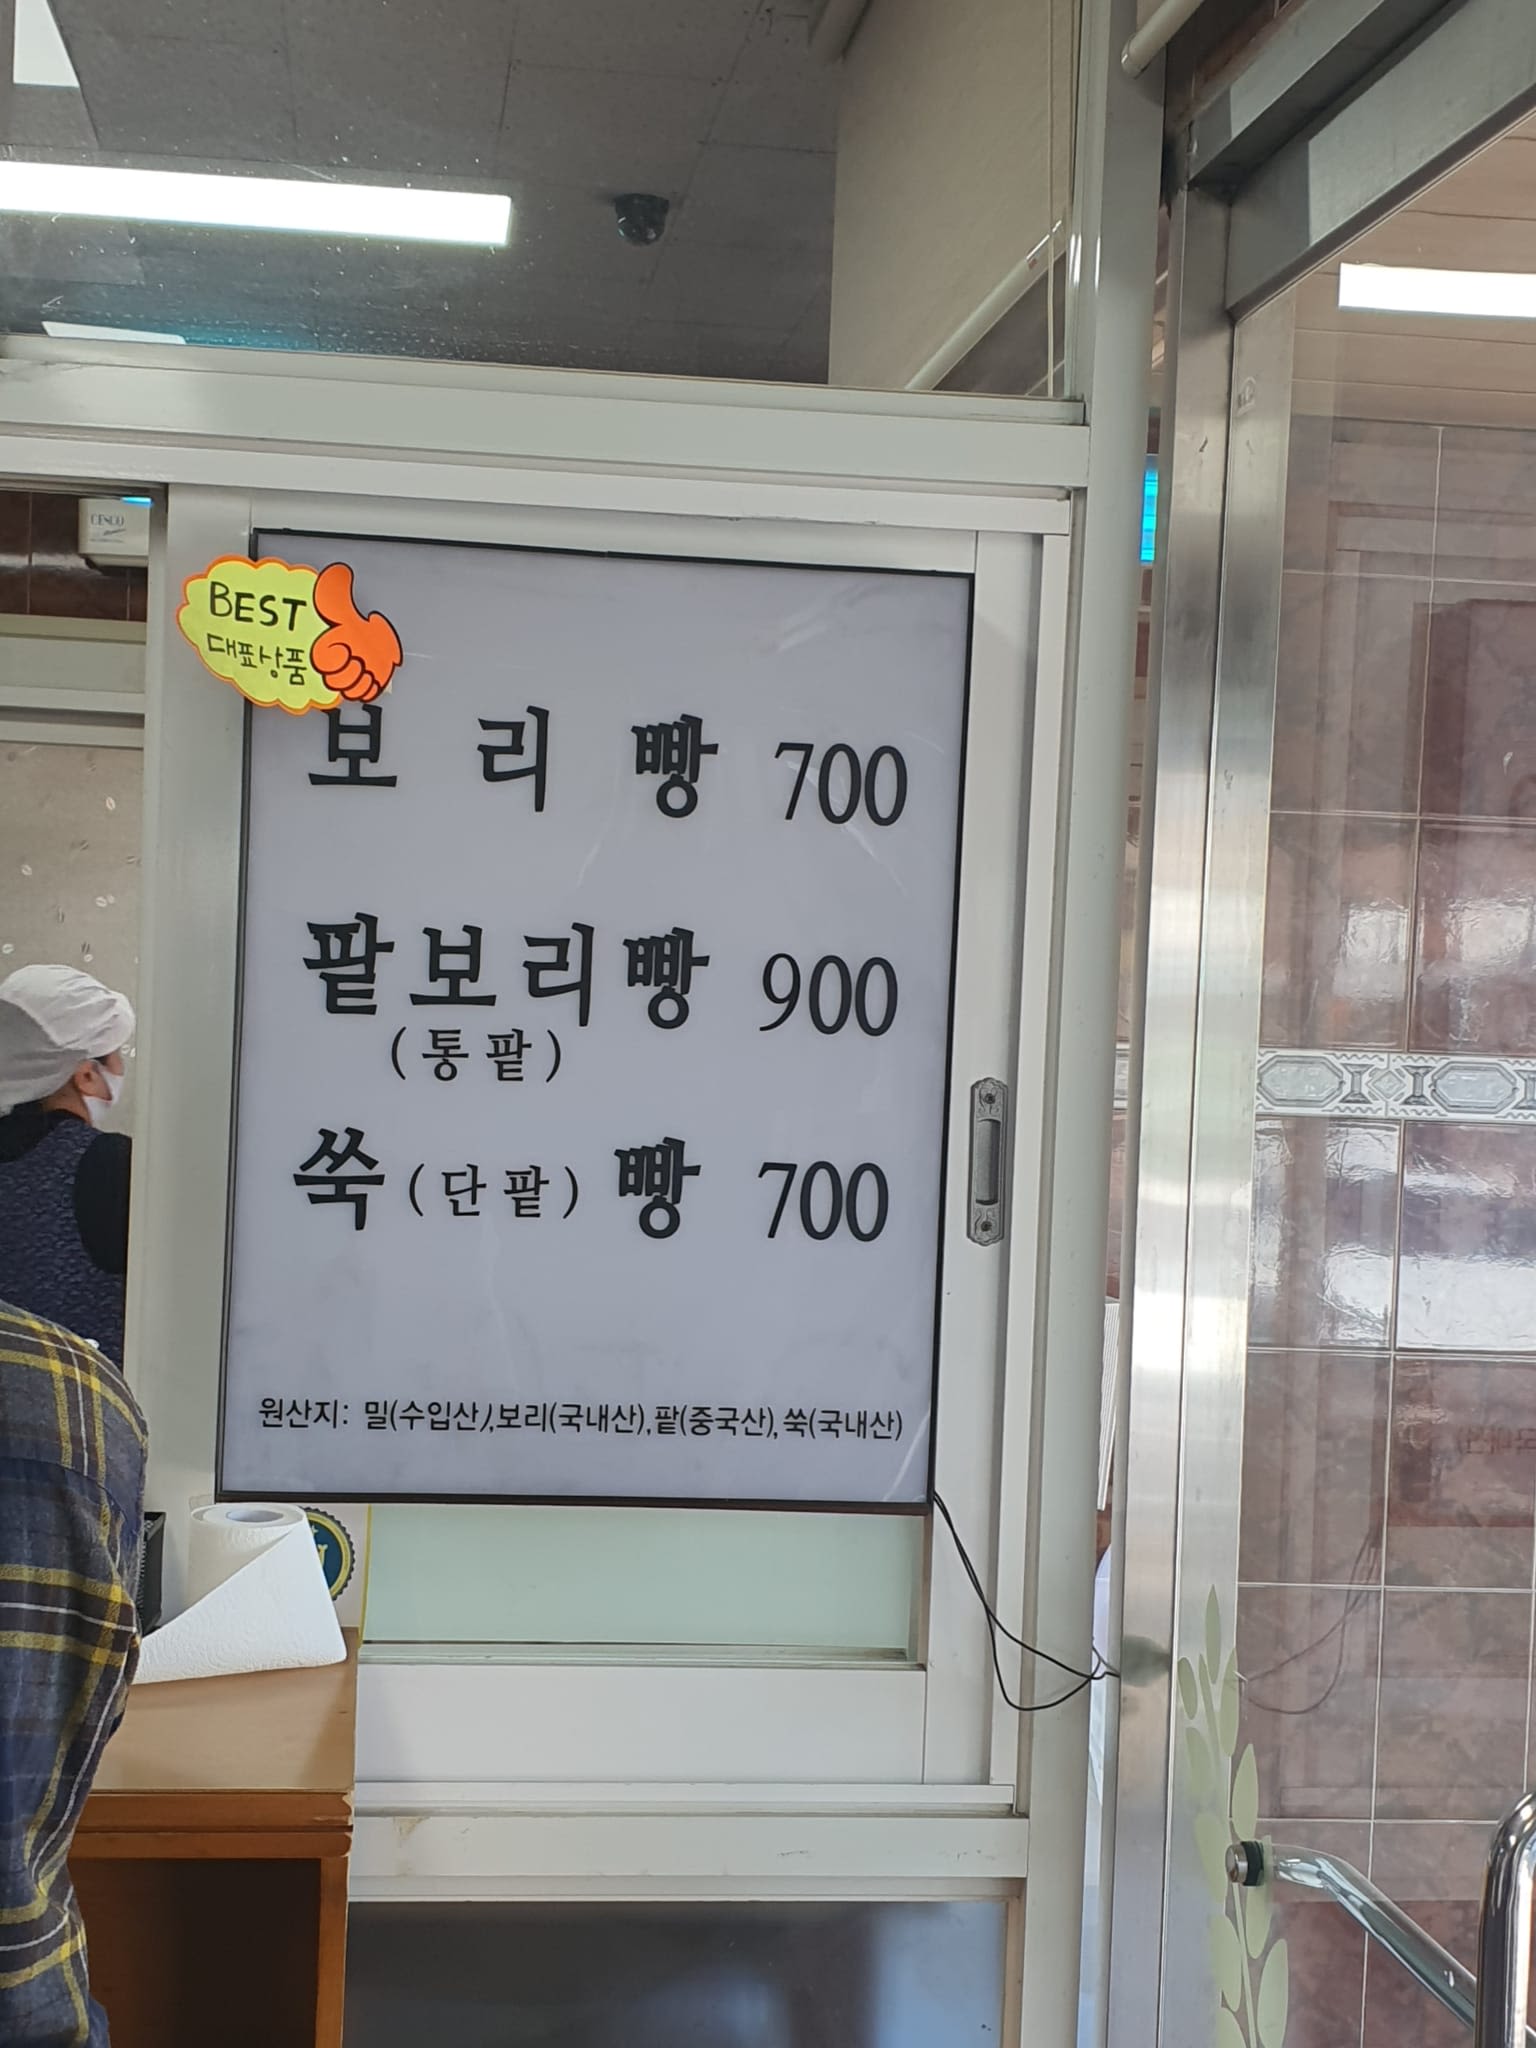 CESCO
BEST
대표상품
보 리 빵 700
팥보리빵 900
(통팥)
쑥(단팥)빵 700
원산지: 밀(수입산),보리(국내산),팥(중국산),쑥(국내산)